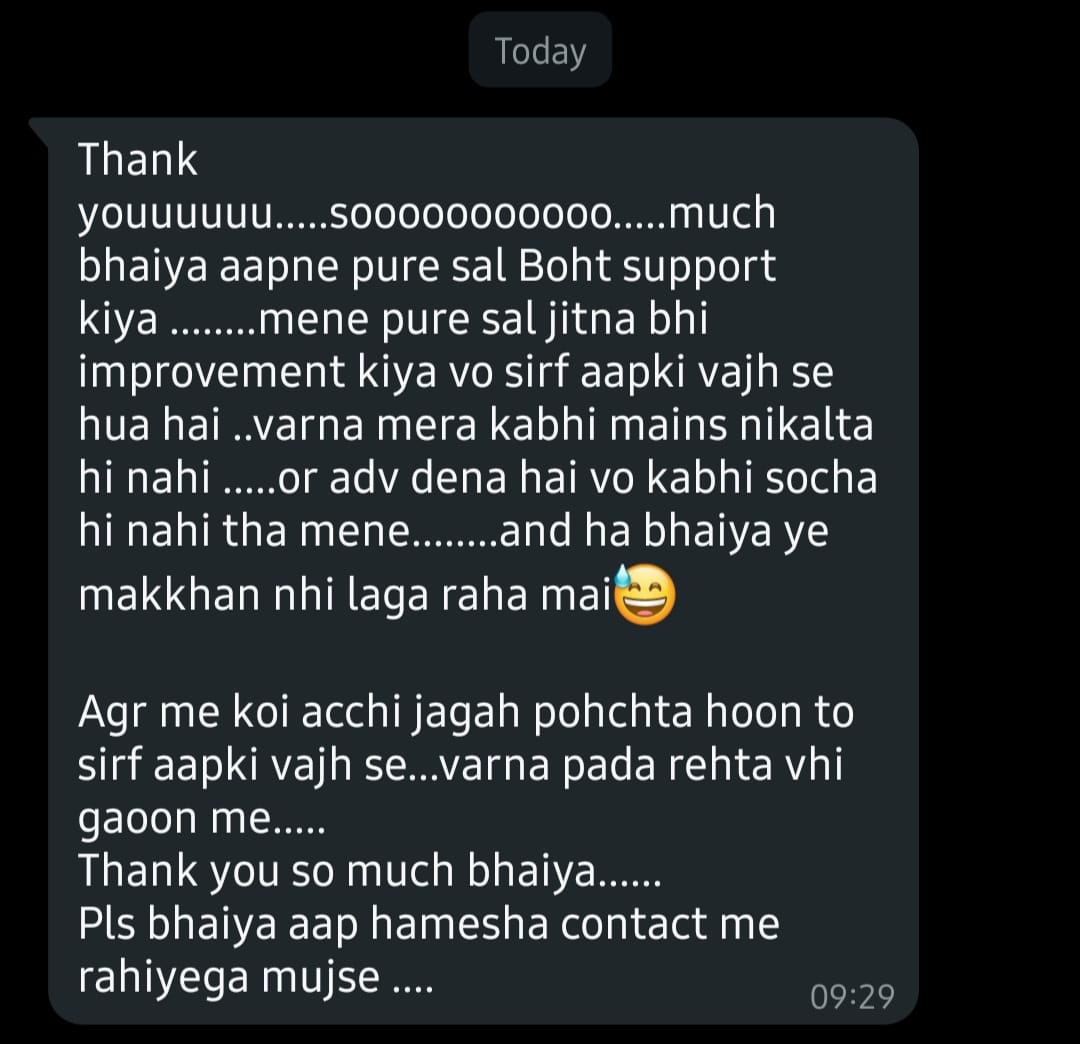 Today
Thank
youuuuuuu.....sooooooooooo.....much
bhaiya aapne pure sal Boht support
kiya ........mene pure sal jitna bhi
improvement kiya vo sirf aapki vajh se
hua hai ..varna mera kabhi mains nikalta
hi nahi .....or adv dena hai vo kabhi socha
hi nahi tha mene........and ha bhaiya ye
makkhan nhi laga raha mai😅
Agr me koi acchi jagah pohchta hoon to
sirf aapki vajh se...varna pada rehta vhi
gaoon me.....
Thank you so much bhaiya......
Pls bhaiya aap hamesha contact me
rahiyega mujse ....
09:29